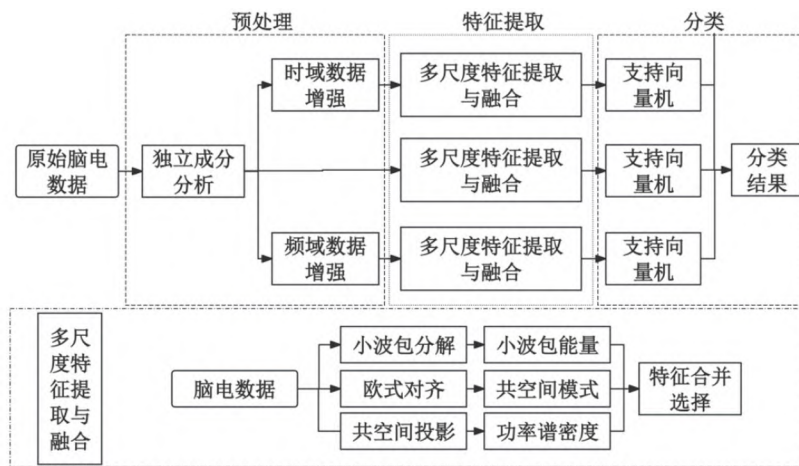 预处理
特征提取
分类
时域数据
增强
多尺度特征提取
与融合
支持向
量机
原始脑电
数据
独立成分
分析
多尺度特征提取
与融合
支持向
量机
分类
结果
频域数据
增强
多尺度特征提取
与融合
支持向
量机
多尺
度特
征提
取与
融合
脑电数据
小波包分解
小波包能量
欧式对齐
共空间模式
共空间投影
功率谱密度
特征合并
选择